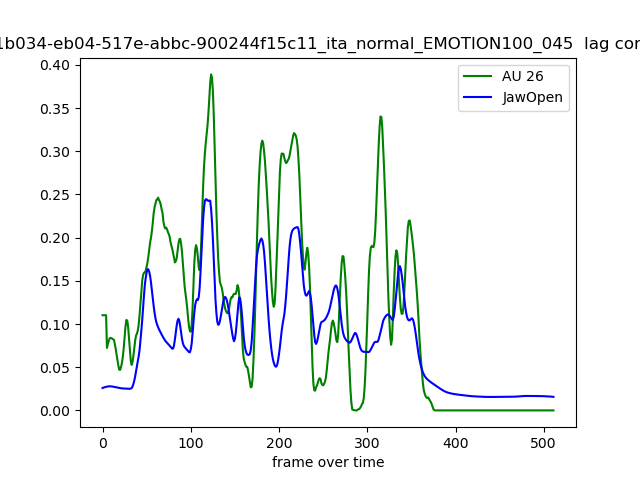 1b034-eb04-517e-abbc-900244f15c11_ita_normal_EMOTION100_045 lag cor
0.40
AU 26
JawOpen
0.35
0.30
0.25
0.20
0.15
0.10
0.05
0.00
0 100 200 300 400 500
frame over time